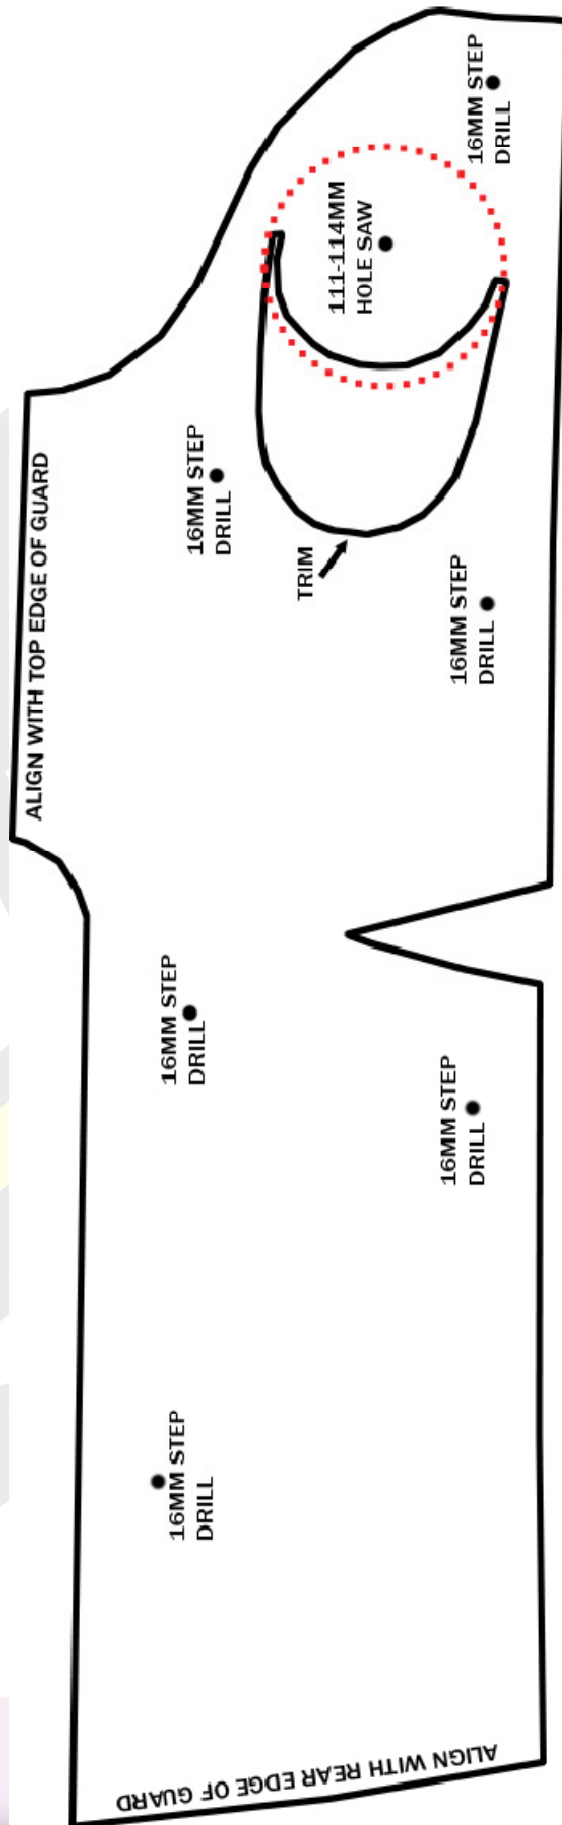 16MM STEP
DRILL
111-114MM
HOLE SAW
ALIGN WITH TOP EDGE OF GUARD
16MM STEP
DRILL
TRIM
16MM STEP
DRILL
16MM STEP
DRILL
16MM STEP
DRILL
16MM STEP
DRILL
ALIGN WITH REAR EDGE OF GUARD